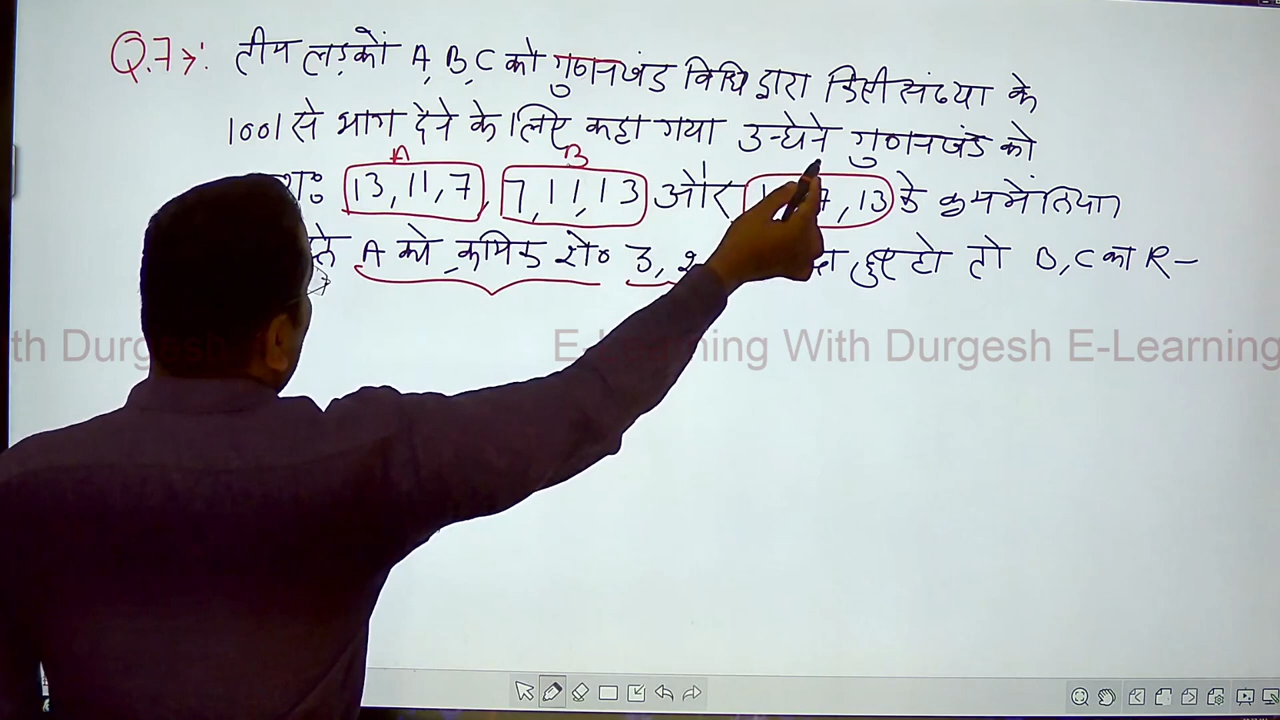 Q.7→: तीन लड़कों A, B, C को गुणनखंड विधि द्वारा किसी संख्या के
1001 से भाग देने के लिए कहा गया उन्होंने गुणनखंड को
A B
13, 11, 7, 7, 11, 13 और 7, 13 के क्रम में लिया।
A को क्रमिक शे० 3, हुए हो तो B, C का R –
E-Learning With Durgesh E-Learning